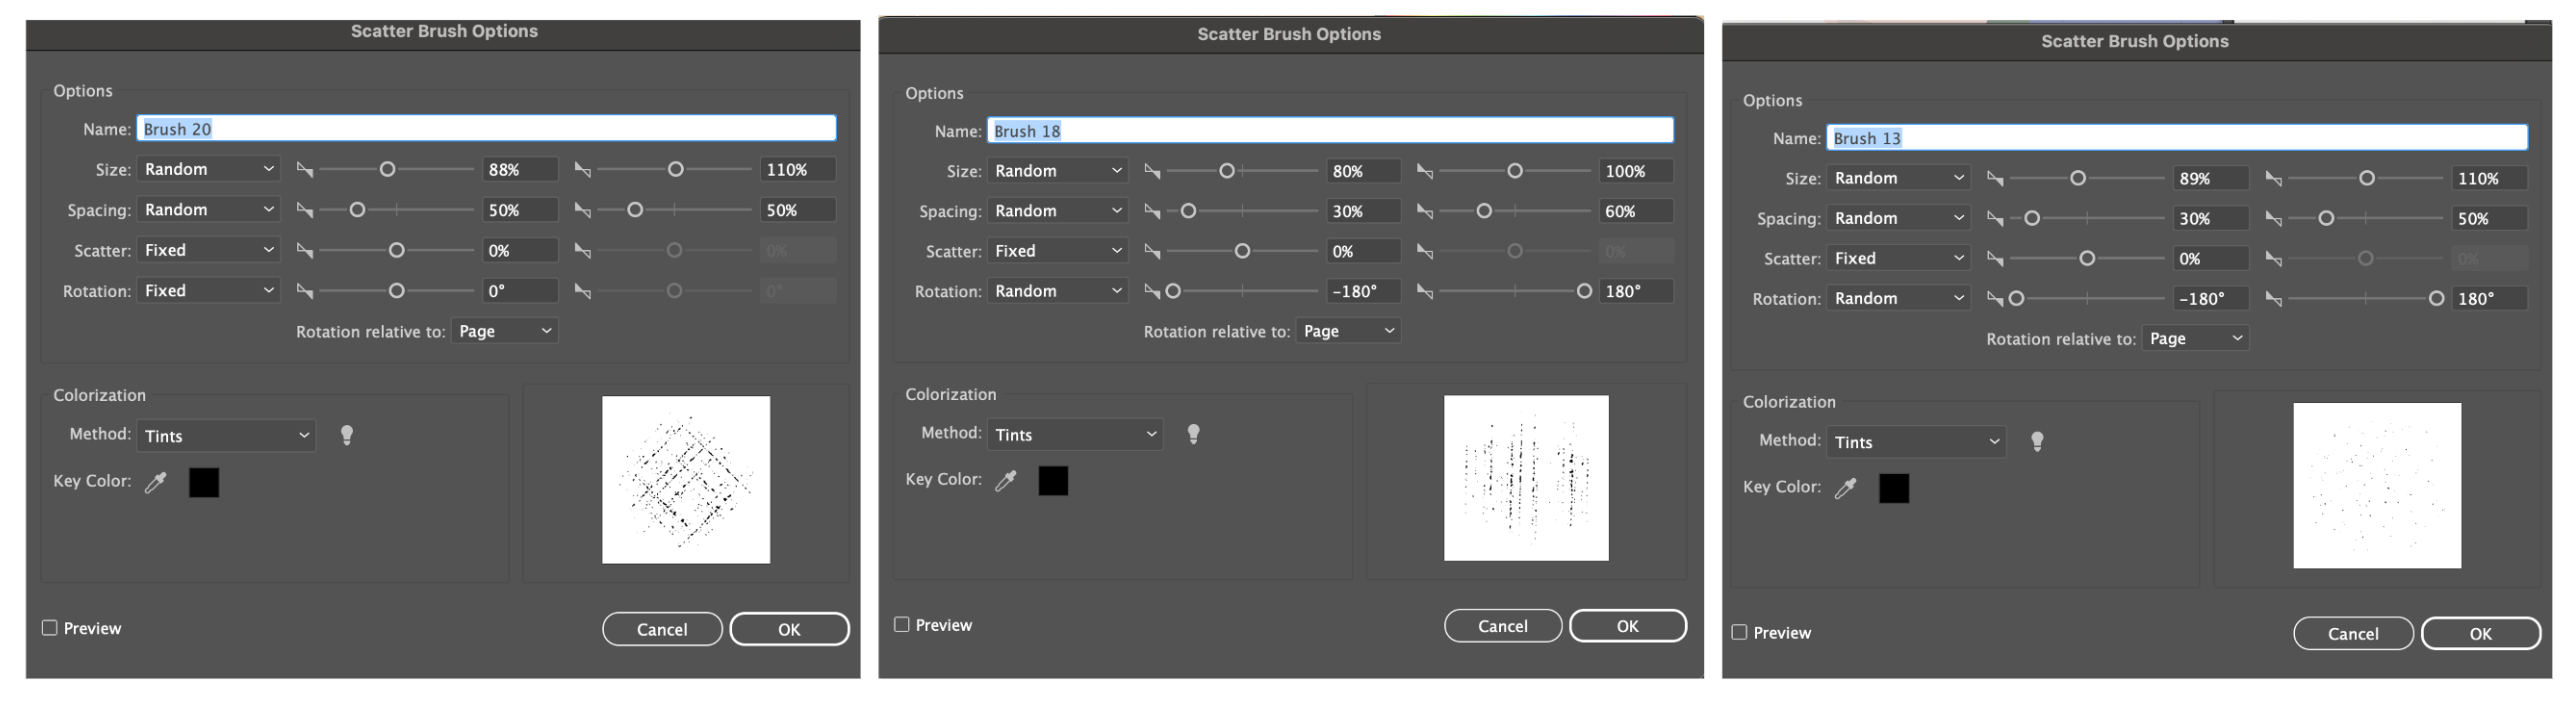 Scatter Brush Options
Options
Name: Brush 20
Size: Random 88% 110%
Spacing: Random 50% 50%
Scatter: Fixed 0% 0%
Rotation: Fixed 0° 0°
Rotation relative to: Page
Colorization
Method: Tints
Key Color:
Preview
Cancel OK
Scatter Brush Options
Options
Name: Brush 18
Size: Random 80% 100%
Spacing: Random 30% 60%
Scatter: Fixed 0% 0%
Rotation: Random -180° 180°
Rotation relative to: Page
Colorization
Method: Tints
Key Color:
Preview
Cancel OK
Scatter Brush Options
Options
Name: Brush 13
Size: Random 89% 110%
Spacing: Random 30% 50%
Scatter: Fixed 0% 0%
Rotation: Random -180° 180°
Rotation relative to: Page
Colorization
Method: Tints
Key Color:
Preview
Cancel OK